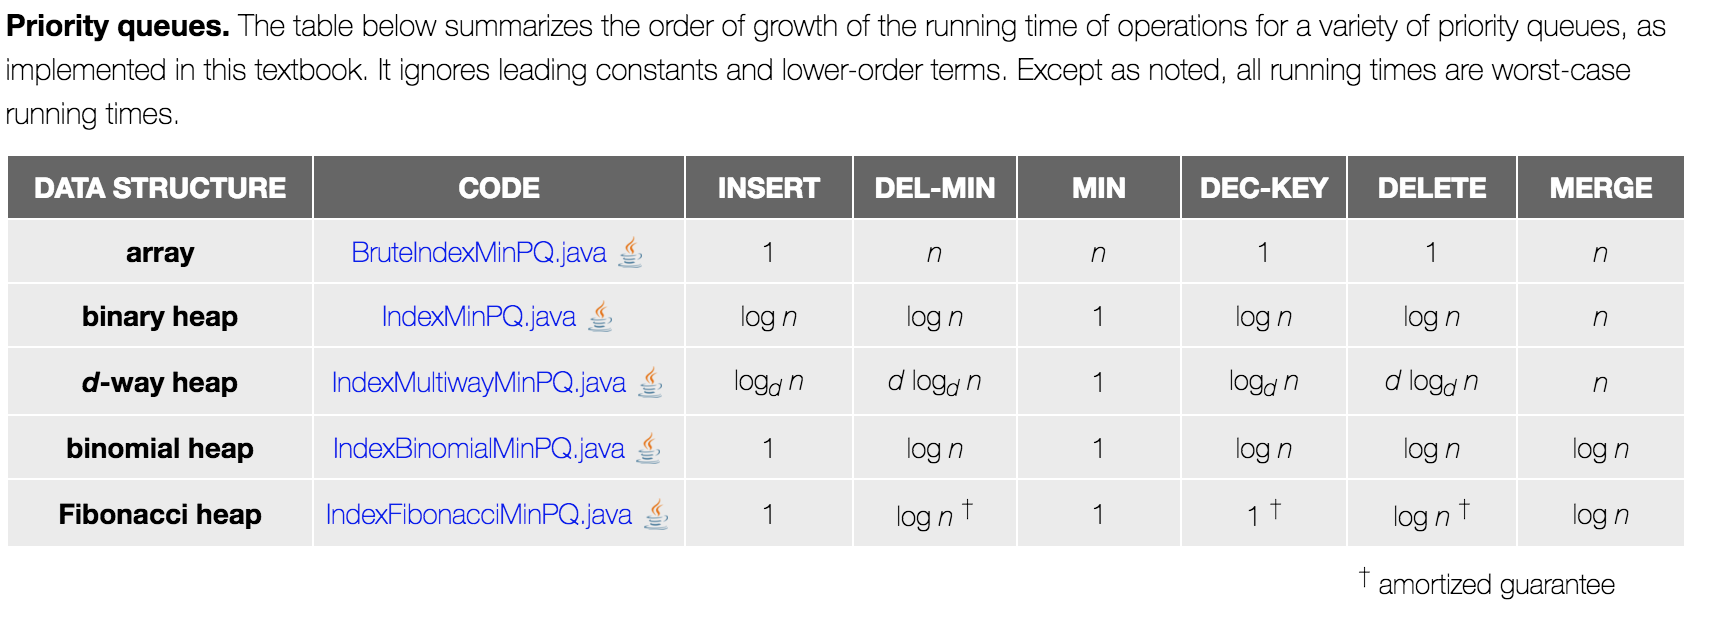 Priority queues. The table below summarizes the order of growth of the running time of operations for a variety of priority queues, as
implemented in this textbook. It ignores leading constants and lower-order terms. Except as noted, all running times are worst-case
running times.
DATA STRUCTURE CODE INSERT DEL-MIN MIN DEC-KEY DELETE MERGE
array BruteIndexMinPQ.java 1 n n 1 1 n
binary heap IndexMinPQ.java log n log n 1 log n log n n
d-way heap IndexMultiwayMinPQ.java log_d n d log_d n 1 log_d n d log_d n n
binomial heap IndexBinomialMinPQ.java 1 log n 1 log n log n log n
Fibonacci heap IndexFibonacciMinPQ.java 1 log n † 1 1 † log n † log n
† amortized guarantee